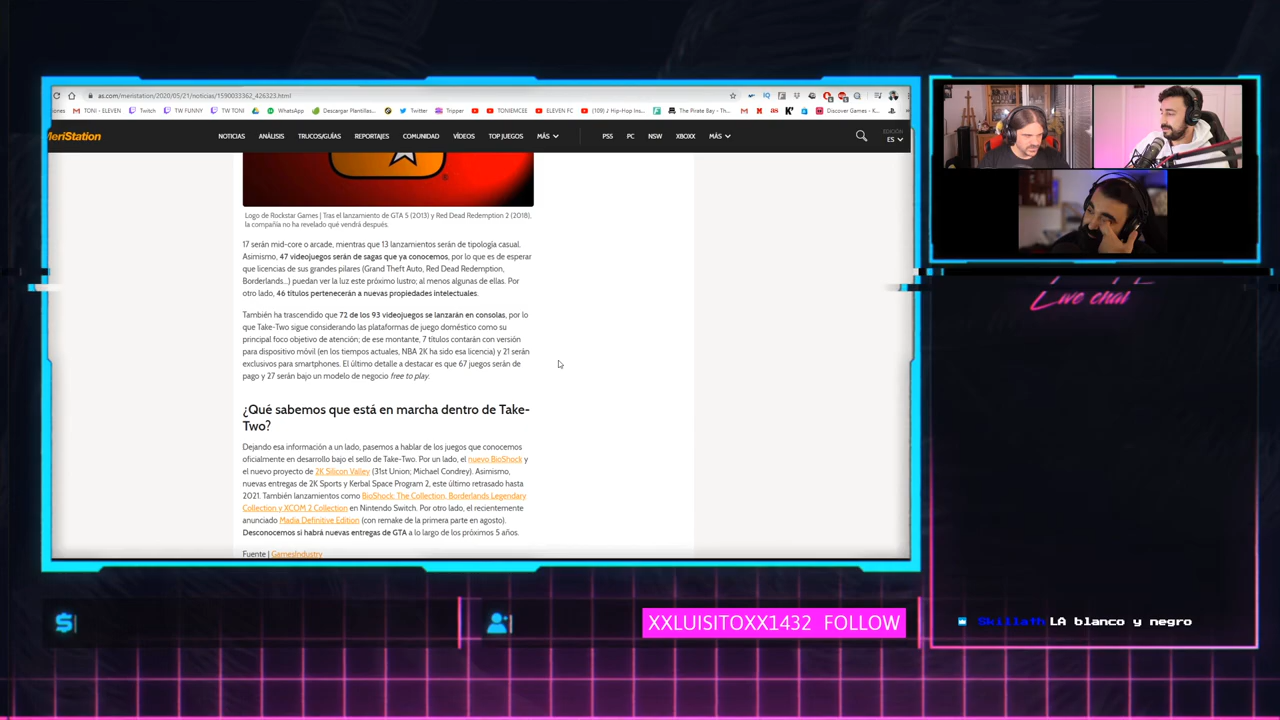 as.com/meristation/2020/05/21/noticias/1590033362_426323.html
TONI - ELEVEN Twitch TW FUNNY TW TONI WhatsApp Descargar Plantillas... Twitter Tripper TONIEMCEE ELEVEN FC (109) ♪ Hip-Hop Ins... The Pirate Bay - Th... Discover Games - K...
MeriStation NOTICIAS ANÁLISIS TRUCOS/GUÍAS REPORTAJES COMUNIDAD VÍDEOS TOP JUEGOS MÁS PS5 PC NSW XBOXX MÁS EDICIÓN ES
Logo de Rockstar Games | Tras el lanzamiento de GTA 5 (2013) y Red Dead Redemption 2 (2018),
la compañía no ha revelado qué vendrá después.
17 serán mid-core o arcade, mientras que 13 lanzamientos serán de tipología casual.
Asimismo, 47 videojuegos serán de sagas que ya conocemos, por lo que es de esperar
que licencias de sus grandes pilares (Grand Theft Auto, Red Dead Redemption,
Borderlands...) puedan ver la luz este próximo lustro; al menos algunas de ellas. Por
otro lado, 46 títulos pertenecerán a nuevas propiedades intelectuales.
También ha trascendido que 72 de los 93 videojuegos se lanzarán en consolas, por lo
que Take-Two sigue considerando las plataformas de juego doméstico como su
principal foco objetivo de atención; de ese montante, 7 títulos contarán con versión
para dispositivo móvil (en los tiempos actuales, NBA 2K ha sido esa licencia) y 21 serán
exclusivos para smartphones. El último detalle a destacar es que 67 juegos serán de
pago y 27 serán bajo un modelo de negocio free to play.
¿Qué sabemos que está en marcha dentro de Take-
Two?
Dejando esa información a un lado, pasemos a hablar de los juegos que conocemos
oficialmente en desarrollo bajo el sello de Take-Two. Por un lado, el nuevo BioShock y
el nuevo proyecto de 2K Silicon Valley (31st Union; Michael Condrey). Asimismo,
nuevas entregas de 2K Sports y Kerbal Space Program 2, este último retrasado hasta
2021. También lanzamientos como BioShock: The Collection, Borderlands Legendary
Collection y XCOM 2 Collection en Nintendo Switch. Por otro lado, el recientemente
anunciado Madia Definitive Edition (con remake de la primera parte en agosto).
Desconocemos si habrá nuevas entregas de GTA a lo largo de los próximos 5 años.
Fuente | GamesIndustry
Live chat
Skillath LA blanco y negro
$
XXLUISITOXX1432 FOLLOW